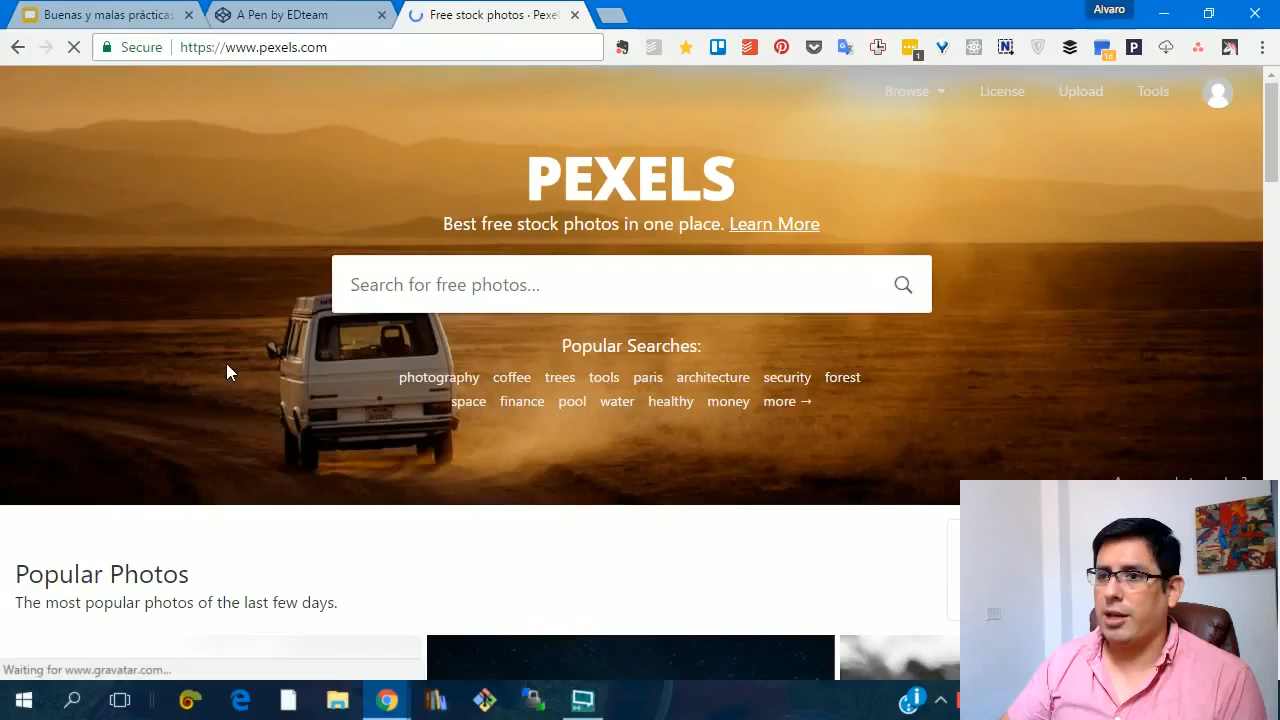 Buenas y malas prácticas
A Pen by EDteam
Free stock photos · Pexel
Alvaro
Secure
https://www.pexels.com
1
Browse
License
Upload
Tools
PEXELS
Best free stock photos in one place. Learn More
Search for free photos...
Popular Searches:
photography coffee trees tools paris architecture security forest
space finance pool water healthy money more →
Popular Photos
The most popular photos of the last few days.
Waiting for www.gravatar.com...